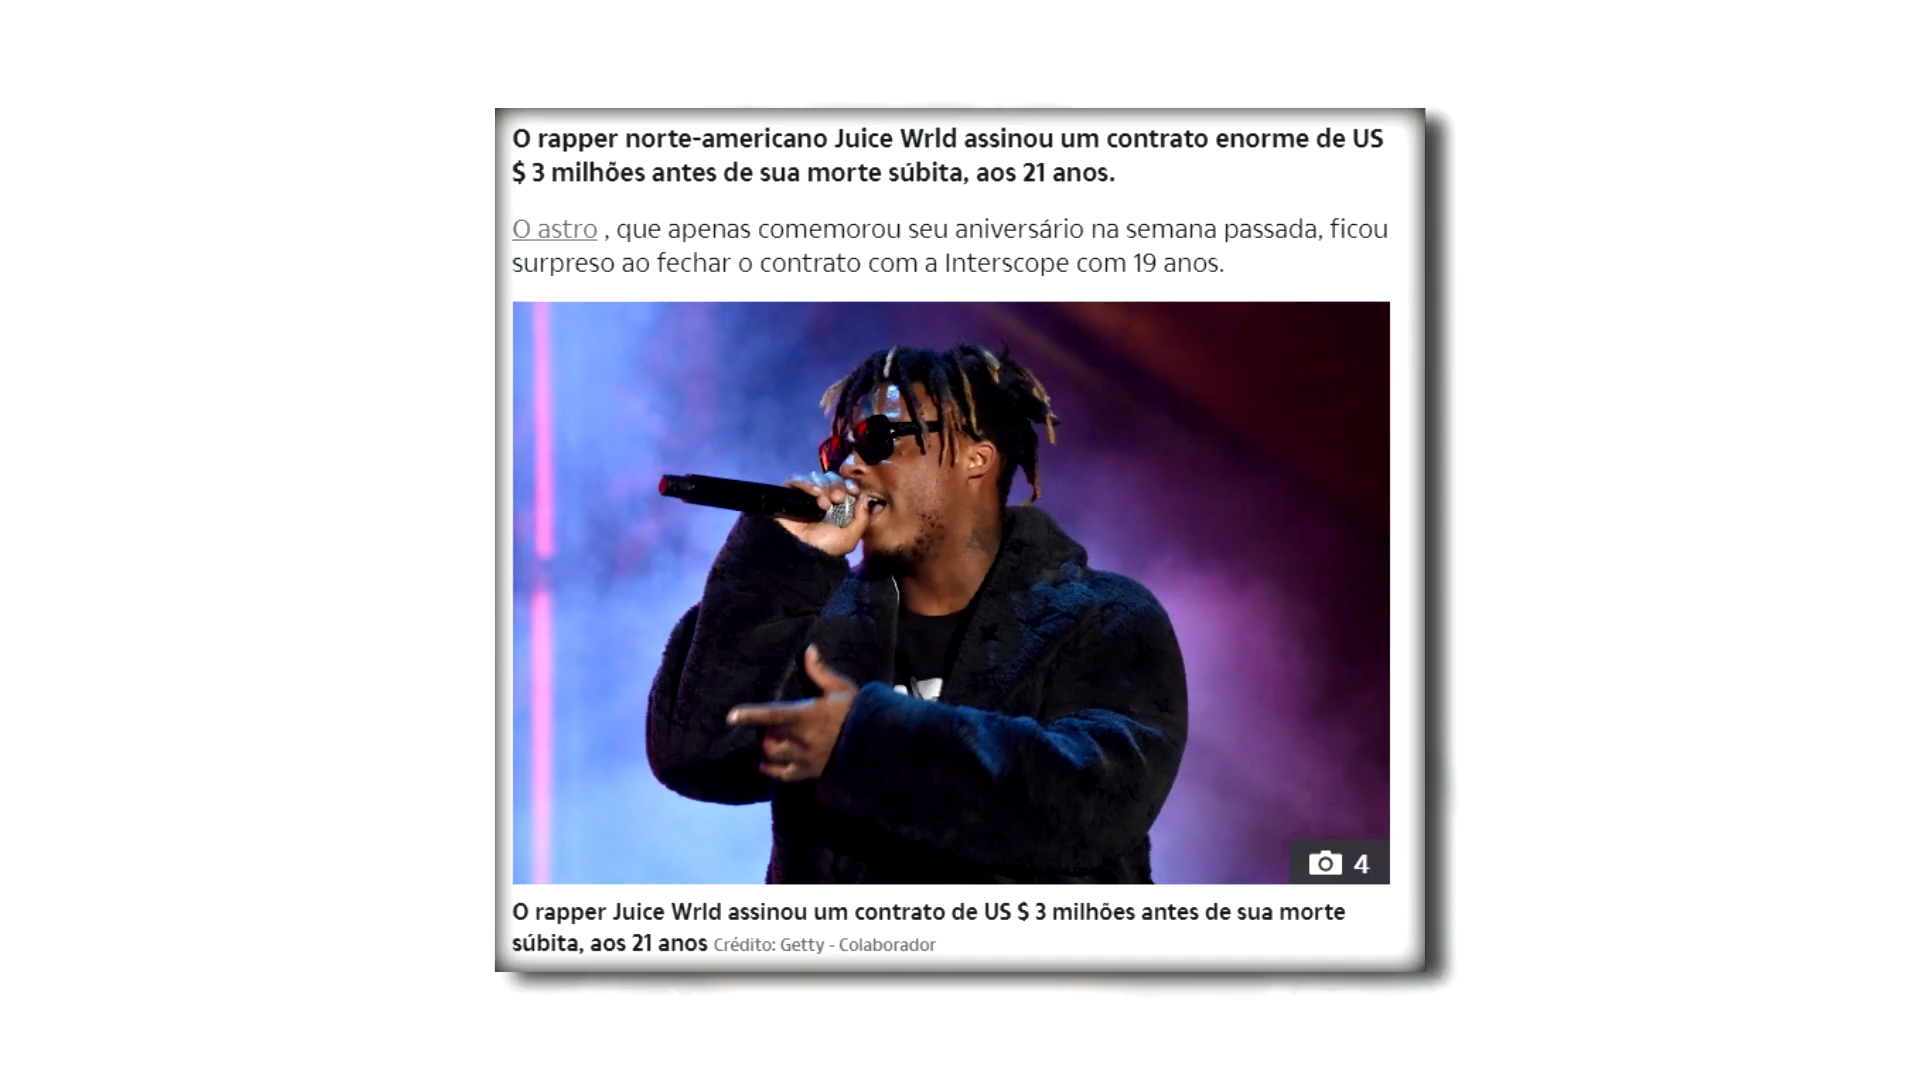 O rapper norte-americano Juice Wrld assinou um contrato enorme de US
$ 3 milhões antes de sua morte súbita, aos 21 anos.
O astro , que apenas comemorou seu aniversário na semana passada, ficou
surpreso ao fechar o contrato com a Interscope com 19 anos.
4
O rapper Juice Wrld assinou um contrato de US $ 3 milhões antes de sua morte
súbita, aos 21 anos Crédito: Getty - Colaborador